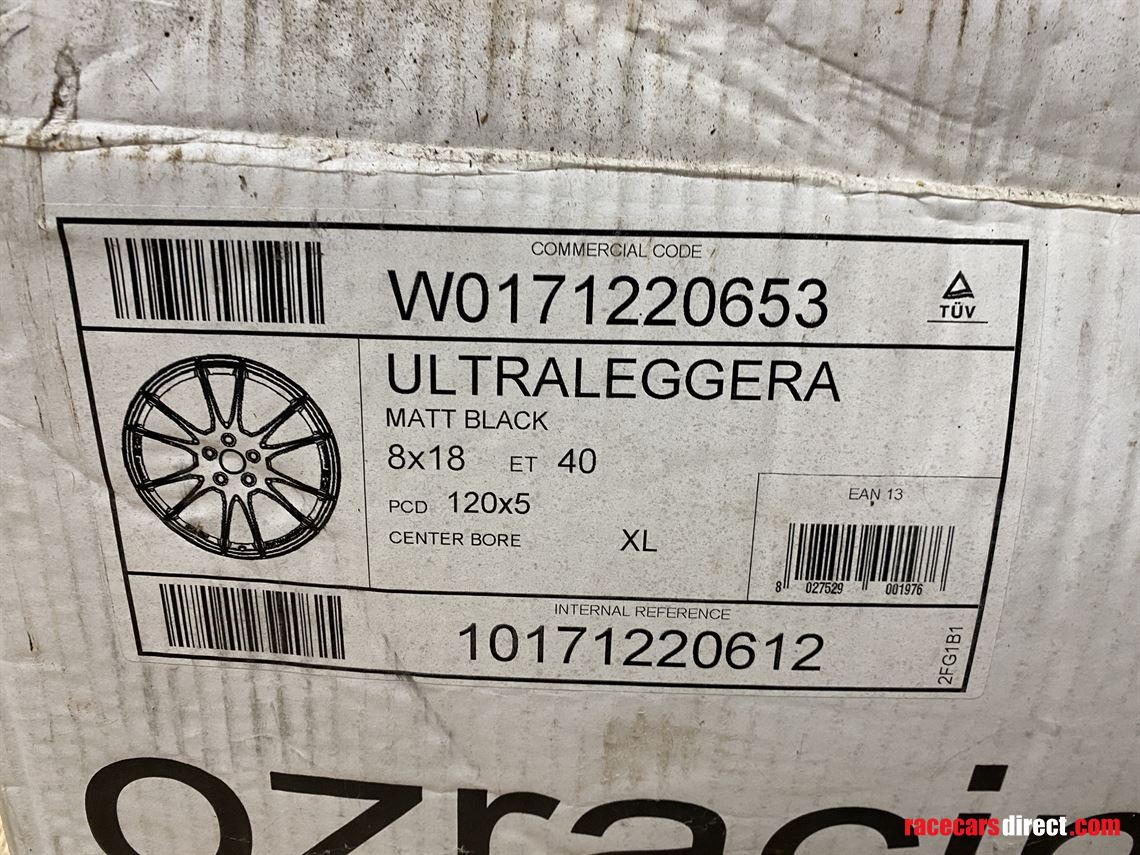 COMMERCIAL CODE
W0171220653
TÜV
ULTRALEGGERA
MATT BLACK
8x18 ET 40
PCD 120x5
CENTER BORE XL
EAN 13
8 027529 001976
INTERNAL REFERENCE
10171220612
2FG1B1
ozracin
racecarsdirect.com